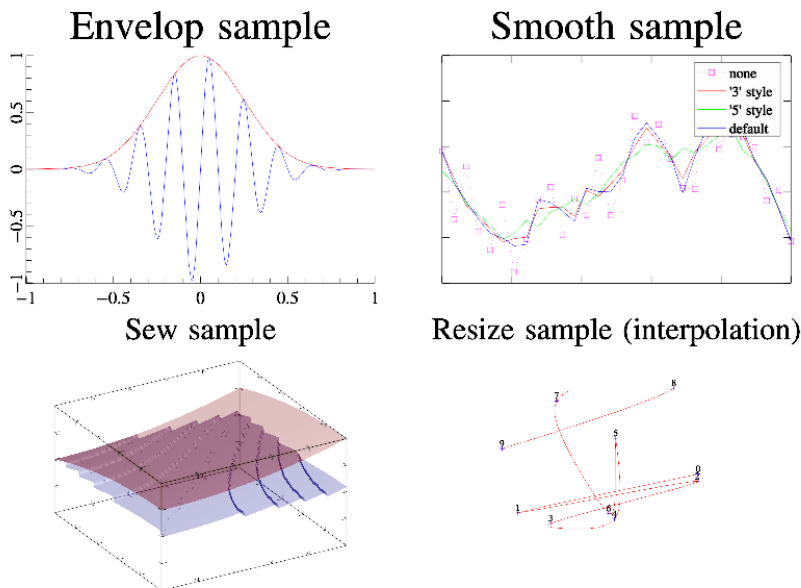 Envelop sample
Smooth sample
1
0.5
0
−0.5
−1
−1
−0.5
0
0.5
1
none
'3' style
'5' style
default
Sew sample
Resize sample (interpolation)
7
8
5
9
0
2
1
3
6
4